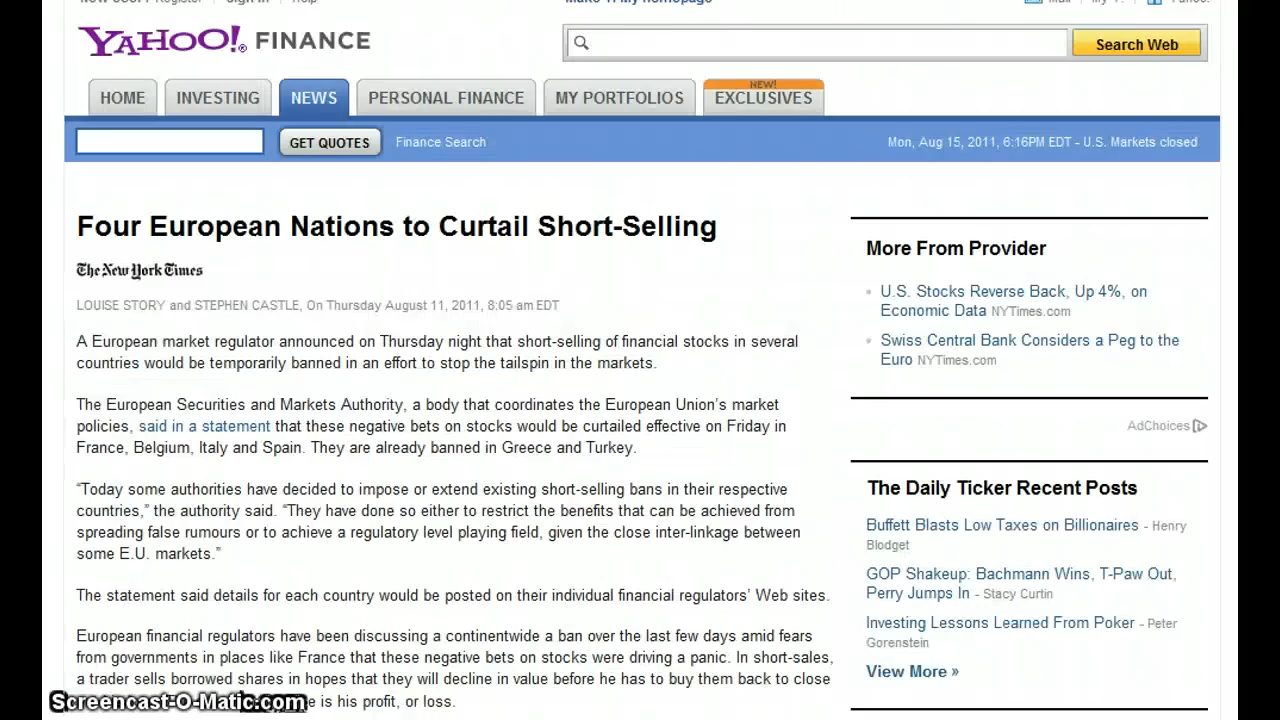 Make Y! My Homepage
YAHOO! FINANCE
Search Web
HOME
INVESTING
NEWS
PERSONAL FINANCE
MY PORTFOLIOS
NEW!
EXCLUSIVES
GET QUOTES
Finance Search
Mon, Aug 15, 2011, 6:16PM EDT - U.S. Markets closed
Four European Nations to Curtail Short-Selling
The New York Times
LOUISE STORY and STEPHEN CASTLE, On Thursday August 11, 2011, 8:05 am EDT
A European market regulator announced on Thursday night that short-selling of financial stocks in several
countries would be temporarily banned in an effort to stop the tailspin in the markets.
The European Securities and Markets Authority, a body that coordinates the European Union's market
policies, said in a statement that these negative bets on stocks would be curtailed effective on Friday in
France, Belgium, Italy and Spain. They are already banned in Greece and Turkey.
“Today some authorities have decided to impose or extend existing short-selling bans in their respective
countries,” the authority said. “They have done so either to restrict the benefits that can be achieved from
spreading false rumours or to achieve a regulatory level playing field, given the close inter-linkage between
some E.U. markets.”
The statement said details for each country would be posted on their individual financial regulators’ Web sites.
European financial regulators have been discussing a continentwide a ban over the last few days amid fears
from governments in places like France that these negative bets on stocks were driving a panic. In short-sales,
a trader sells borrowed shares in hopes that they will decline in value before he has to buy them back to close
is his profit, or loss.
Screencast-O-Matic.com
More From Provider
U.S. Stocks Reverse Back, Up 4%, on
Economic Data NYTimes.com
Swiss Central Bank Considers a Peg to the
Euro NYTimes.com
AdChoices
The Daily Ticker Recent Posts
Buffett Blasts Low Taxes on Billionaires - Henry
Blodget
GOP Shakeup: Bachmann Wins, T-Paw Out,
Perry Jumps In - Stacy Curtin
Investing Lessons Learned From Poker - Peter
Gorenstein
View More »